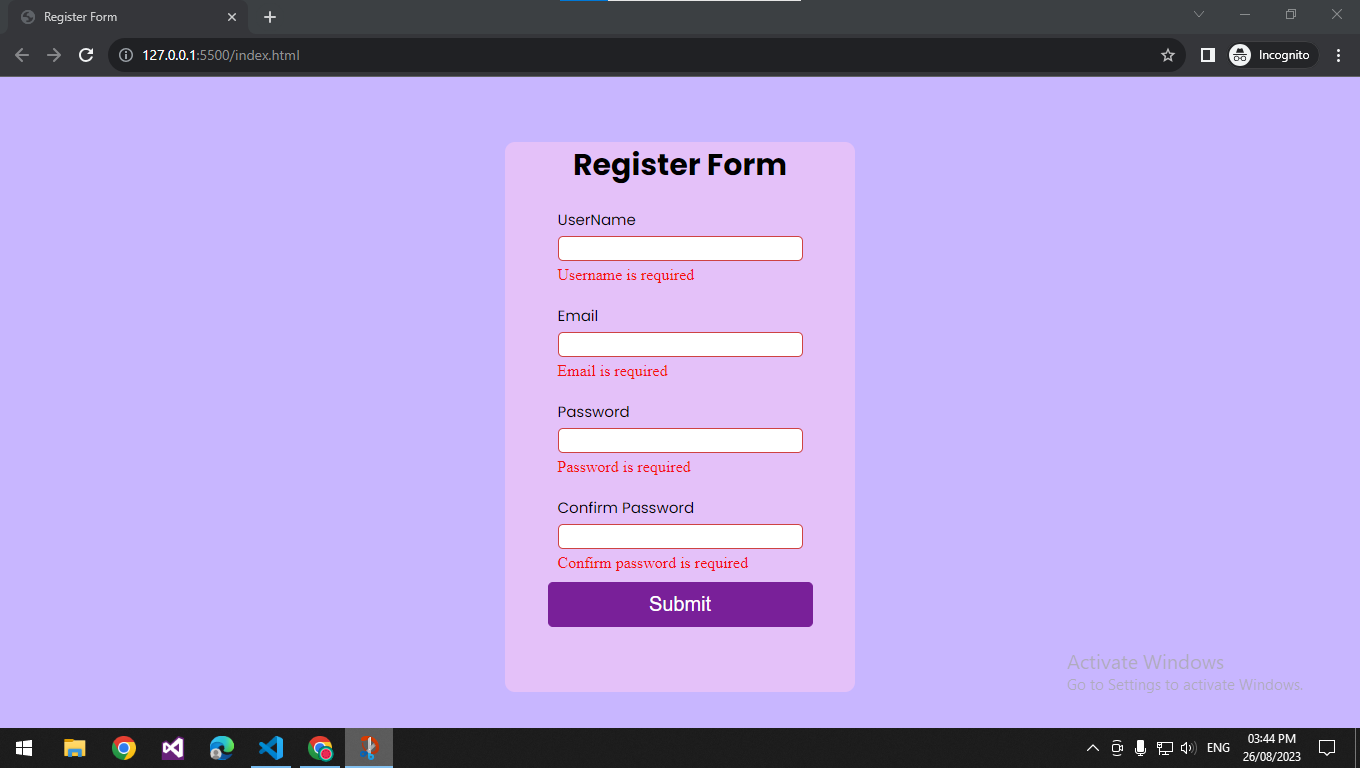 Register Form
127.0.0.1:5500/index.html
Incognito
Register Form
UserName
Username is required
Email
Email is required
Password
Password is required
Confirm Password
Confirm password is required
Submit
Activate Windows
Go to Settings to activate Windows.
ENG
03:44 PM
26/08/2023